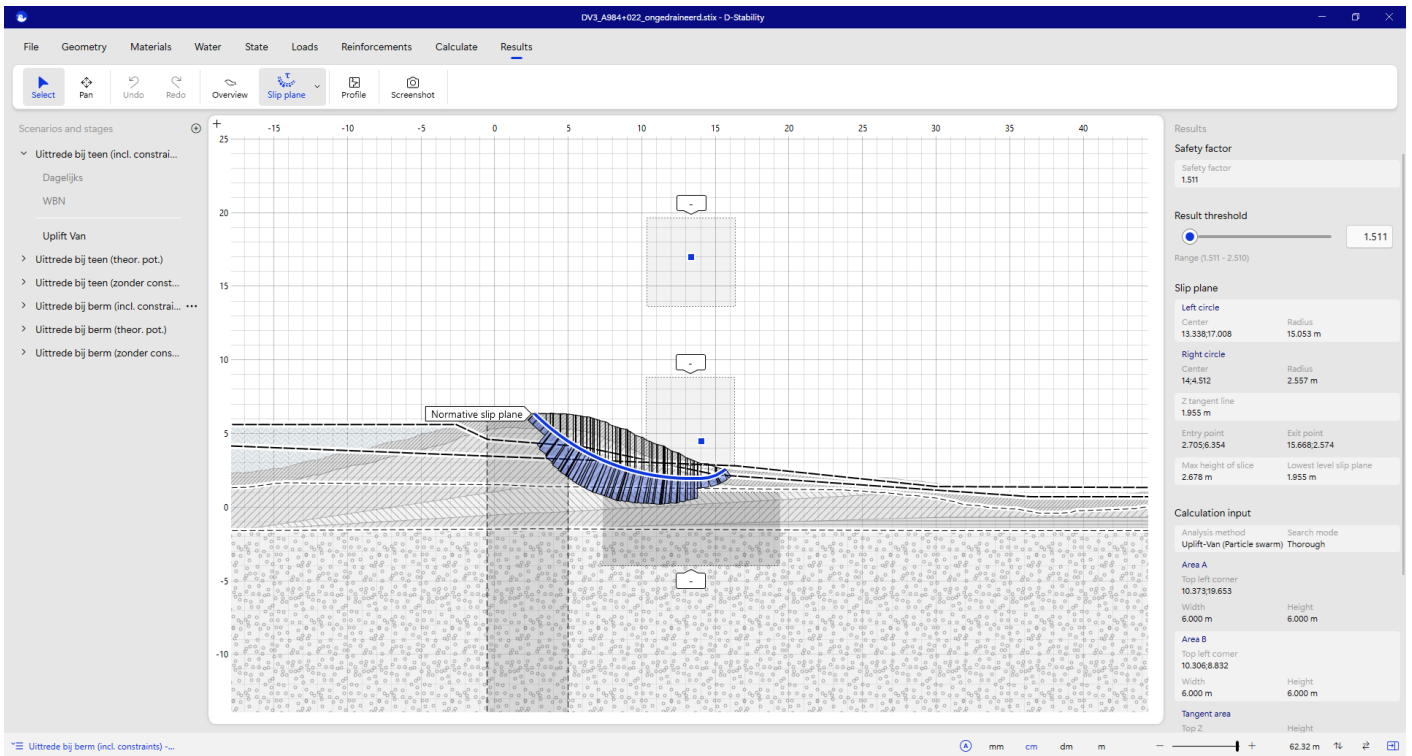 DV3_A984+022_ongedraineerd.stix - D-Stability
File Geometry Materials Water State Loads Reinforcements Calculate Results
Select Pan Undo Redo Overview Slip plane Profile Screenshot
Scenarios and stages
Uittrede bij teen (incl. constrai...
Dagelijks
WBN
Uplift Van
Uittrede bij teen (theor. pot.)
Uittrede bij teen (zonder const...
Uittrede bij berm (incl. constrai...
Uittrede bij berm (theor. pot.)
Uittrede bij berm (zonder cons...
-15 -10 -5 0 5 10 15 20 25 30 35 40
25
20
15
10
5
0
-5
-10
-
-
Normative slip plane
-
Results
Safety factor
Safety factor
1.511
Result threshold
1.511
Range (1.511 - 2.510)
Slip plane
Left circle
Center Radius
13.338;17.008 15.053 m
Right circle
Center Radius
14;4.512 2.557 m
Z tangent line
1.955 m
Entry point Exit point
2.705;6.354 15.668;2.574
Max height of slice Lowest level slip plane
2.678 m 1.955 m
Calculation input
Analysis method Search mode
Uplift-Van (Particle swarm) Thorough
Area A
Top left corner
10.373;19.653
Width Height
6.000 m 6.000 m
Area B
Top left corner
10.306;8.832
Width Height
6.000 m 6.000 m
Tangent area
Top Z Height
Uittrede bij berm (incl. constraints) -...
A mm cm dm m − + 62.32 m